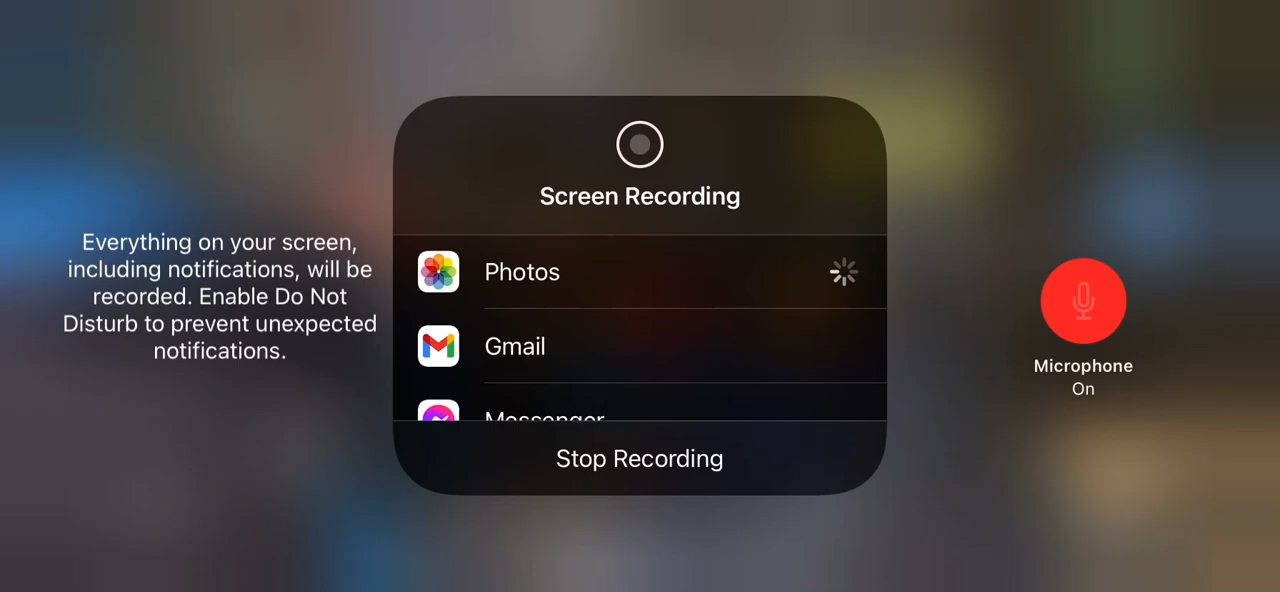 Screen Recording
Everything on your screen,
including notifications, will be
recorded. Enable Do Not
Disturb to prevent unexpected
notifications.
Photos
Gmail
Messenger
Stop Recording
Microphone
On